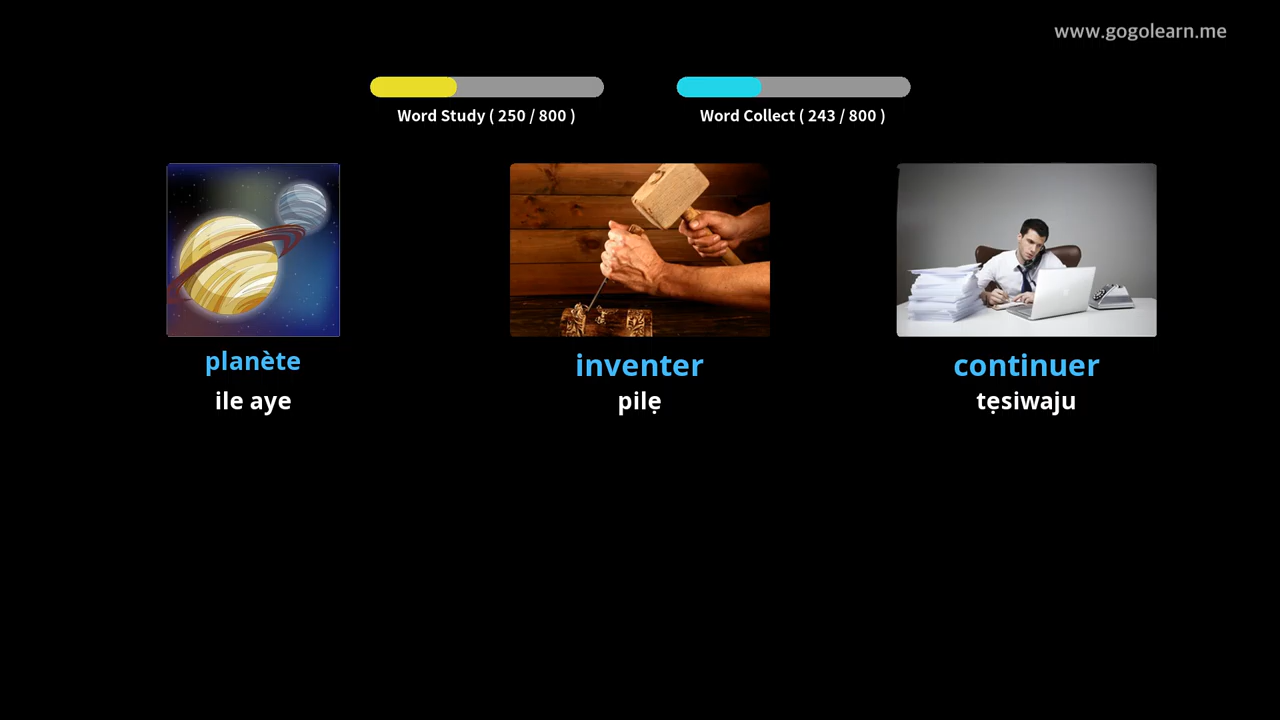 www.gogolearn.me
Word Study ( 250 / 800 )
Word Collect ( 243 / 800 )
planète
inventer
continuer
ile aye
pilẹ
tẹsiwaju